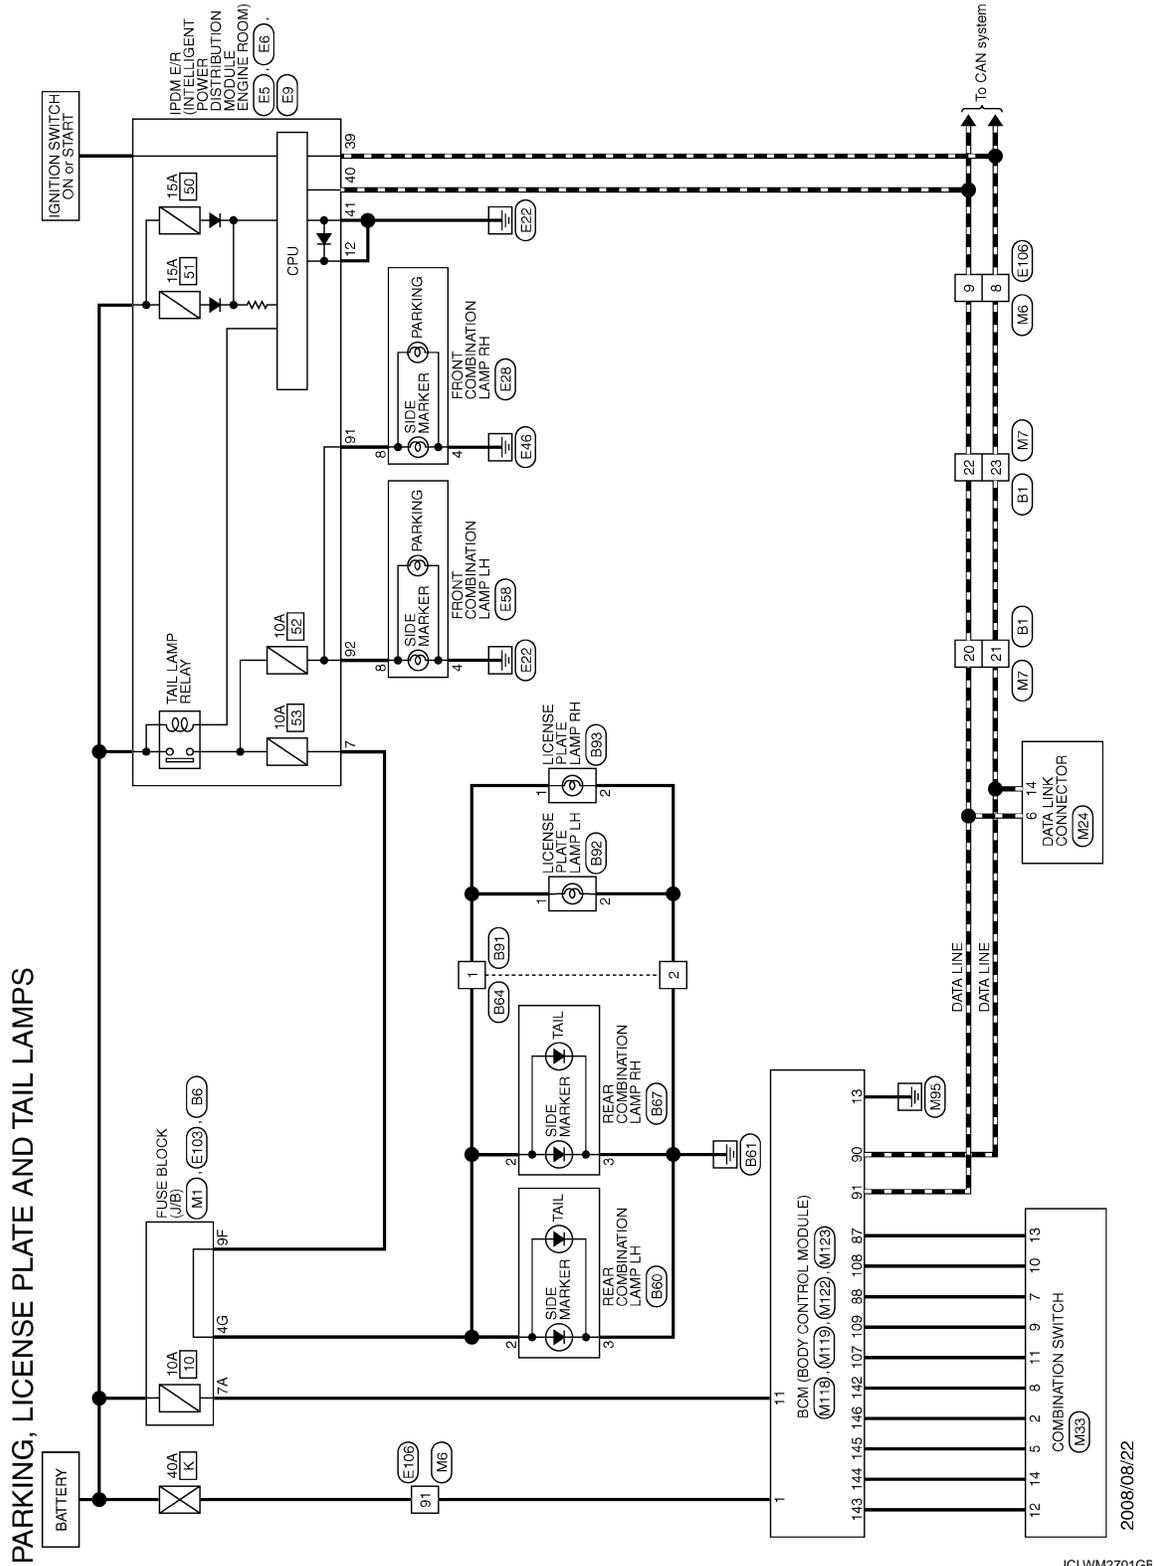 PARKING, LICENSE PLATE AND TAIL LAMPS
BATTERY
IGNITION SWITCH
ON or START
40A
K
10A
10
FUSE BLOCK
(J/B)
M1 , E103 , B6
7A
4G
9F
TAIL LAMP
RELAY
10A
53
10A
52
15A
51
15A
50
CPU
IPDM E/R
(INTELLIGENT
POWER
DISTRIBUTION
MODULE
ENGINE ROOM)
E5 , E6 ,
E9
7
92
91
12
41
40
39
8
SIDE
MARKER
PARKING
4
FRONT
COMBINATION
LAMP LH
E58
E22
8
SIDE
MARKER
PARKING
4
FRONT
COMBINATION
LAMP RH
E28
E46
E22
E106
91
M6
2
SIDE
MARKER
TAIL
3
REAR
COMBINATION
LAMP LH
B60
2
SIDE
MARKER
TAIL
3
REAR
COMBINATION
LAMP RH
B67
B61
1
B91
B64
2
1
LICENSE
PLATE
LAMP LH
2
B92
1
LICENSE
PLATE
LAMP RH
2
B93
1
11
BCM (BODY CONTROL MODULE)
M118 , M119 , M122 , M123
143
144
145
146
142
107
109
88
108
87
91
90
13
M95
12
14
5
2
8
11
9
7
10
13
COMBINATION SWITCH
M33
DATA LINE
DATA LINE
6
14
DATA LINK
CONNECTOR
M24
20
21
B1
M7
22
23
M7
B1
9
8
E106
M6
To CAN system
2008/08/22
JCLWM2701GB